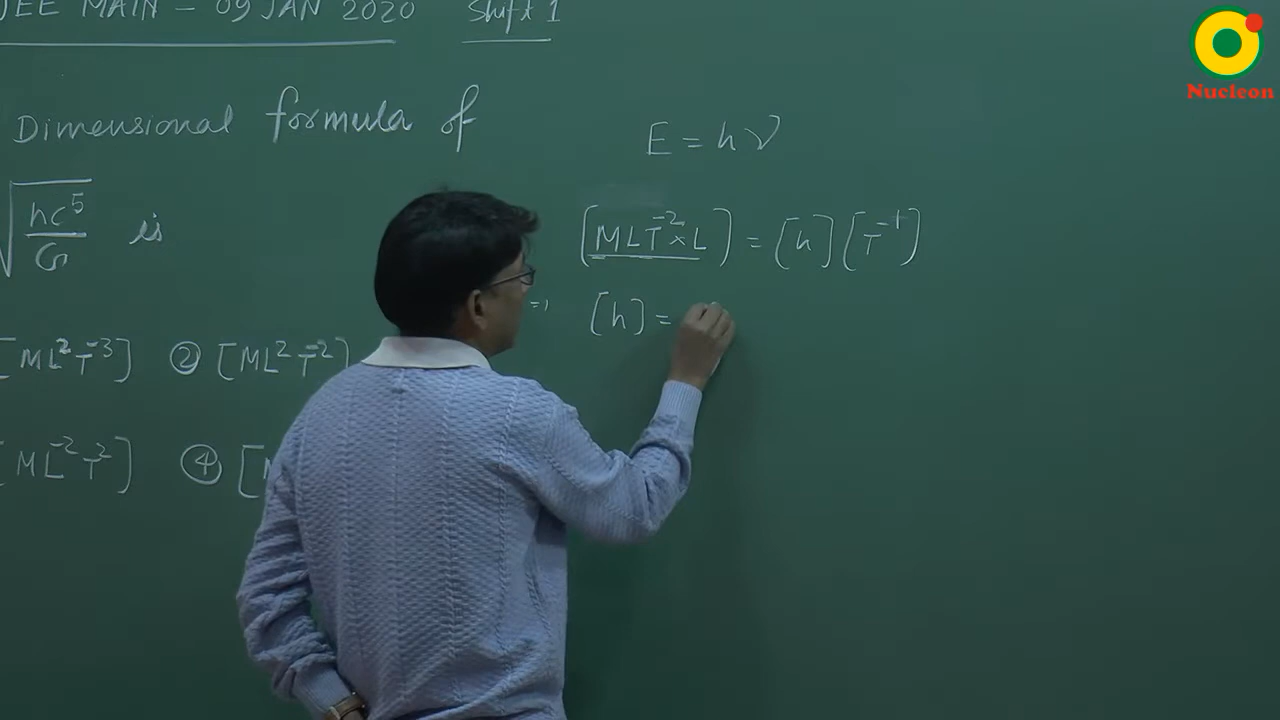 JEE MAIN - 09 JAN 2020 Shift 1
Dimensional formula of
√(hc⁵/G) is
[ML²T⁻³] ② [ML²T⁻²]
[ML⁻²T²] ④ [M
E = hν
[MLT⁻²×L] = [h][T⁻¹]
⇒ [h] =
Nucleon